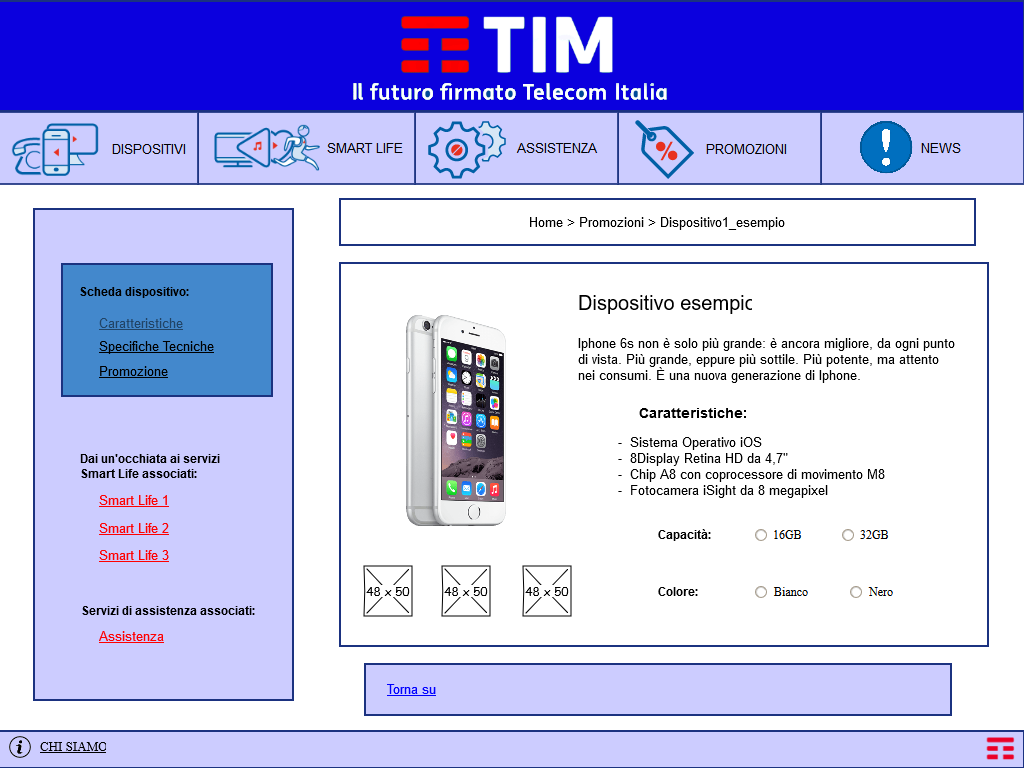 TIM
Il futuro firmato Telecom Italia
DISPOSITIVI
SMART LIFE
ASSISTENZA
PROMOZIONI
NEWS
Home > Promozioni > Dispositivo1_esempio
Scheda dispositivo:
Caratteristiche
Specifiche Tecniche
Promozione
Dai un'occhiata ai servizi
Smart Life associati:
Smart Life 1
Smart Life 2
Smart Life 3
Servizi di assistenza associati:
Assistenza
Dispositivo esempic
Iphone 6s non è solo più grande: è ancora migliore, da ogni punto
di vista. Più grande, eppure più sottile. Più potente, ma attento
nei consumi. È una nuova generazione di Iphone.
Caratteristiche:
- Sistema Operativo iOS
- 8Display Retina HD da 4,7"
- Chip A8 con coprocessore di movimento M8
- Fotocamera iSight da 8 megapixel
Capacità: 16GB 32GB
Colore: Bianco Nero
48 x 50 48 x 50 48 x 50
Torna su
CHI SIAMO